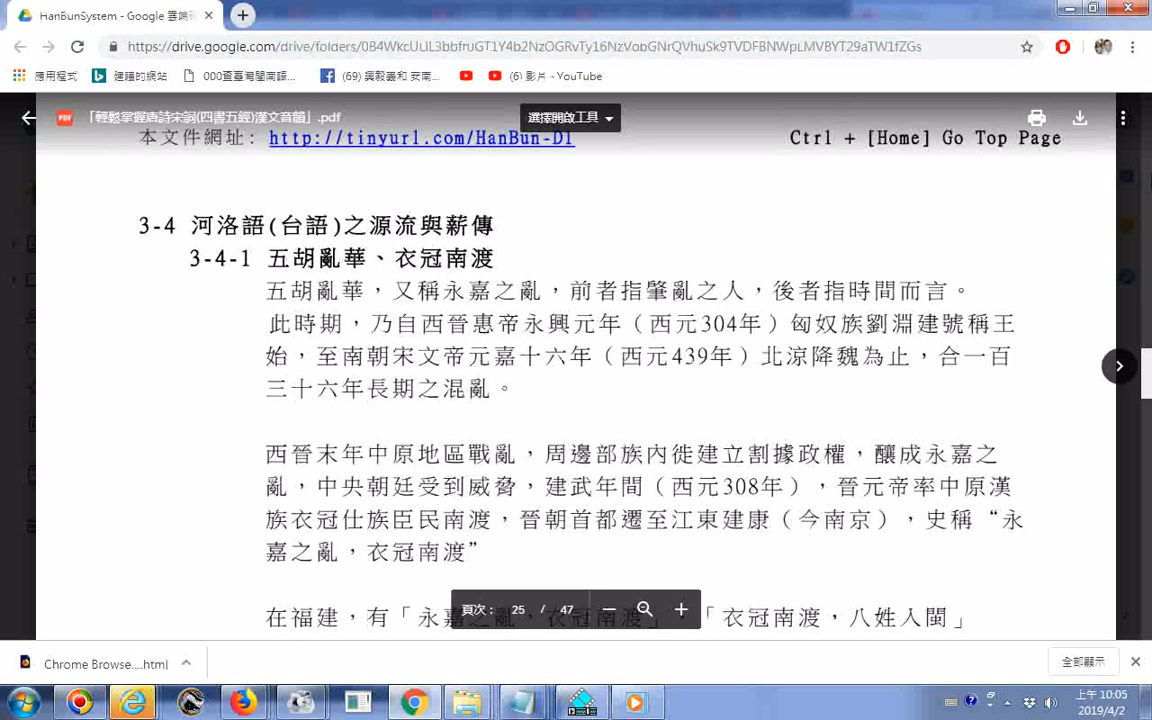 HanBunSystem - Google 雲端硬
https://drive.google.com/drive/folders/0B4WkcULlL3bbfnJGT1Y4b2NzOGRvTy16NzVobGNrQVhuSk9TVDFBNWpLMVBYT29aTW1fZGs
應用程式 建議的網站 000查臺灣閩南語... (69) 吳毅蓁和 安南... (6) 影片 - YouTube
「輕鬆掌握唐詩宋詞(四書五經)漢文音韻」.pdf
選擇開啟工具
本文件網址: http://tinyurl.com/HanBun-D1 Ctrl + [Home] Go Top Page
3-4 河洛語(台語)之源流與薪傳
3-4-1 五胡亂華、衣冠南渡
五胡亂華，又稱永嘉之亂，前者指肇亂之人，後者指時間而言。
此時期，乃自西晉惠帝永興元年（西元304年）匈奴族劉淵建號稱王
始，至南朝宋文帝元嘉十六年（西元439年）北涼降魏為止，合一百
三十六年長期之混亂。
西晉末年中原地區戰亂，周邊部族內徙建立割據政權，釀成永嘉之
亂，中央朝廷受到威脅，建武年間（西元308年），晉元帝率中原漢
族衣冠仕族臣民南渡，晉朝首都遷至江東建康（今南京），史稱“永
嘉之亂，衣冠南渡”
在福建，有「永嘉之亂，衣冠南渡」，「衣冠南渡，八姓入閩」
頁次： 25 / 47
Chrome Browse....html
全部顯示
上午 10:05
2019/4/2